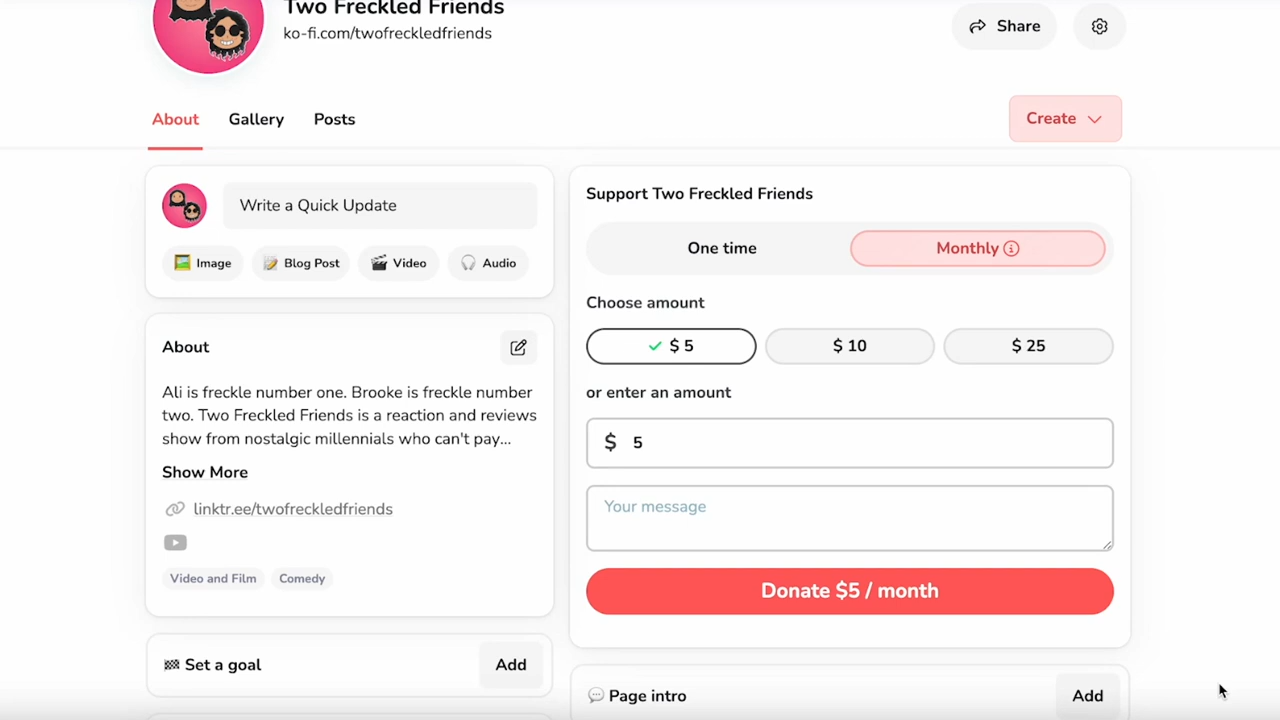 Two Freckled Friends
ko-fi.com/twofreckledfriends
Share
About
Gallery
Posts
Create
Write a Quick Update
Image
Blog Post
Video
Audio
About
Ali is freckle number one. Brooke is freckle number
two. Two Freckled Friends is a reaction and reviews
show from nostalgic millennials who can't pay...
Show More
linktr.ee/twofreckledfriends
Video and Film
Comedy
Set a goal
Add
Support Two Freckled Friends
One time
Monthly
Choose amount
$ 5
$ 10
$ 25
or enter an amount
$ 5
Your message
Donate $5 / month
Page intro
Add